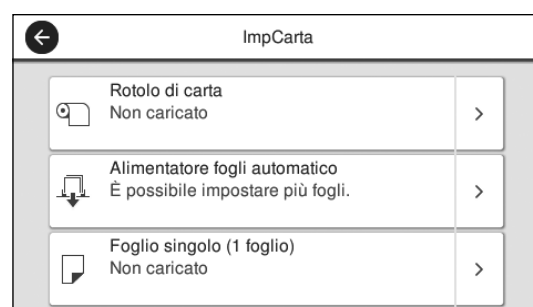 ImpCarta
Rotolo di carta
Non caricato
Alimentatore fogli automatico
È possibile impostare più fogli.
Foglio singolo (1 foglio)
Non caricato